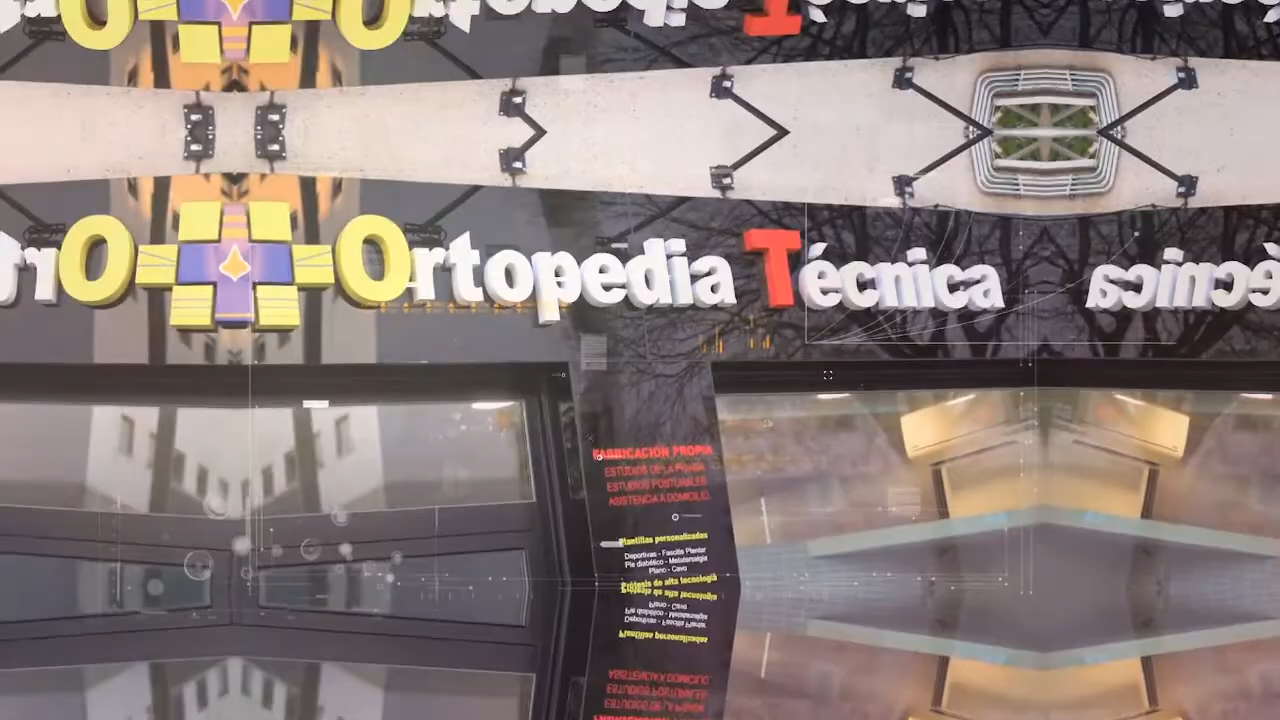 Ortopedia Técnica
FABRICACIÓN PROPIA
ESTUDIOS DE LA PISADA
ESTUDIOS POSTURALES
ASISTENCIA A DOMICILIO
Plantillas personalizadas
Deportivas - Fascitis Plantar
Pie diabético - Metatarsalgia
Plano - Cavo
Prótesis de alta tecnología